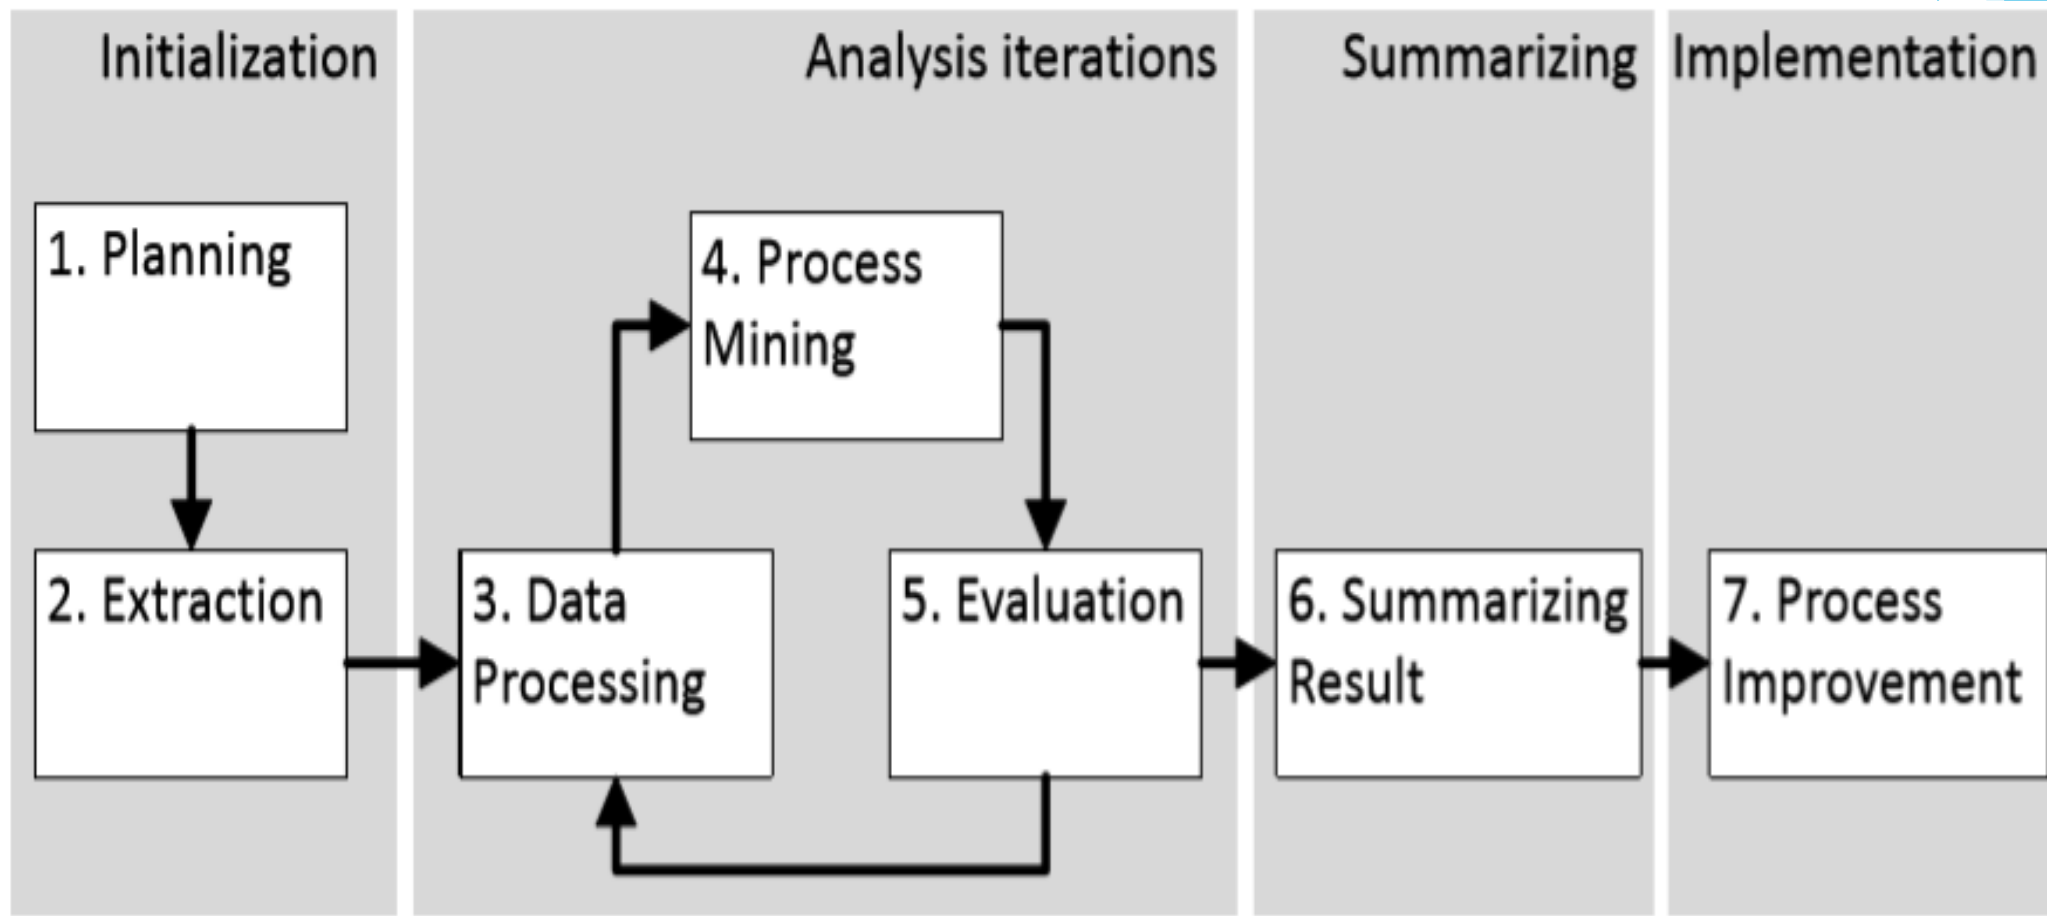 Initialization
Analysis iterations
Summarizing
Implementation
1. Planning
2. Extraction
3. Data
Processing
4. Process
Mining
5. Evaluation
6. Summarizing
Result
7. Process
Improvement